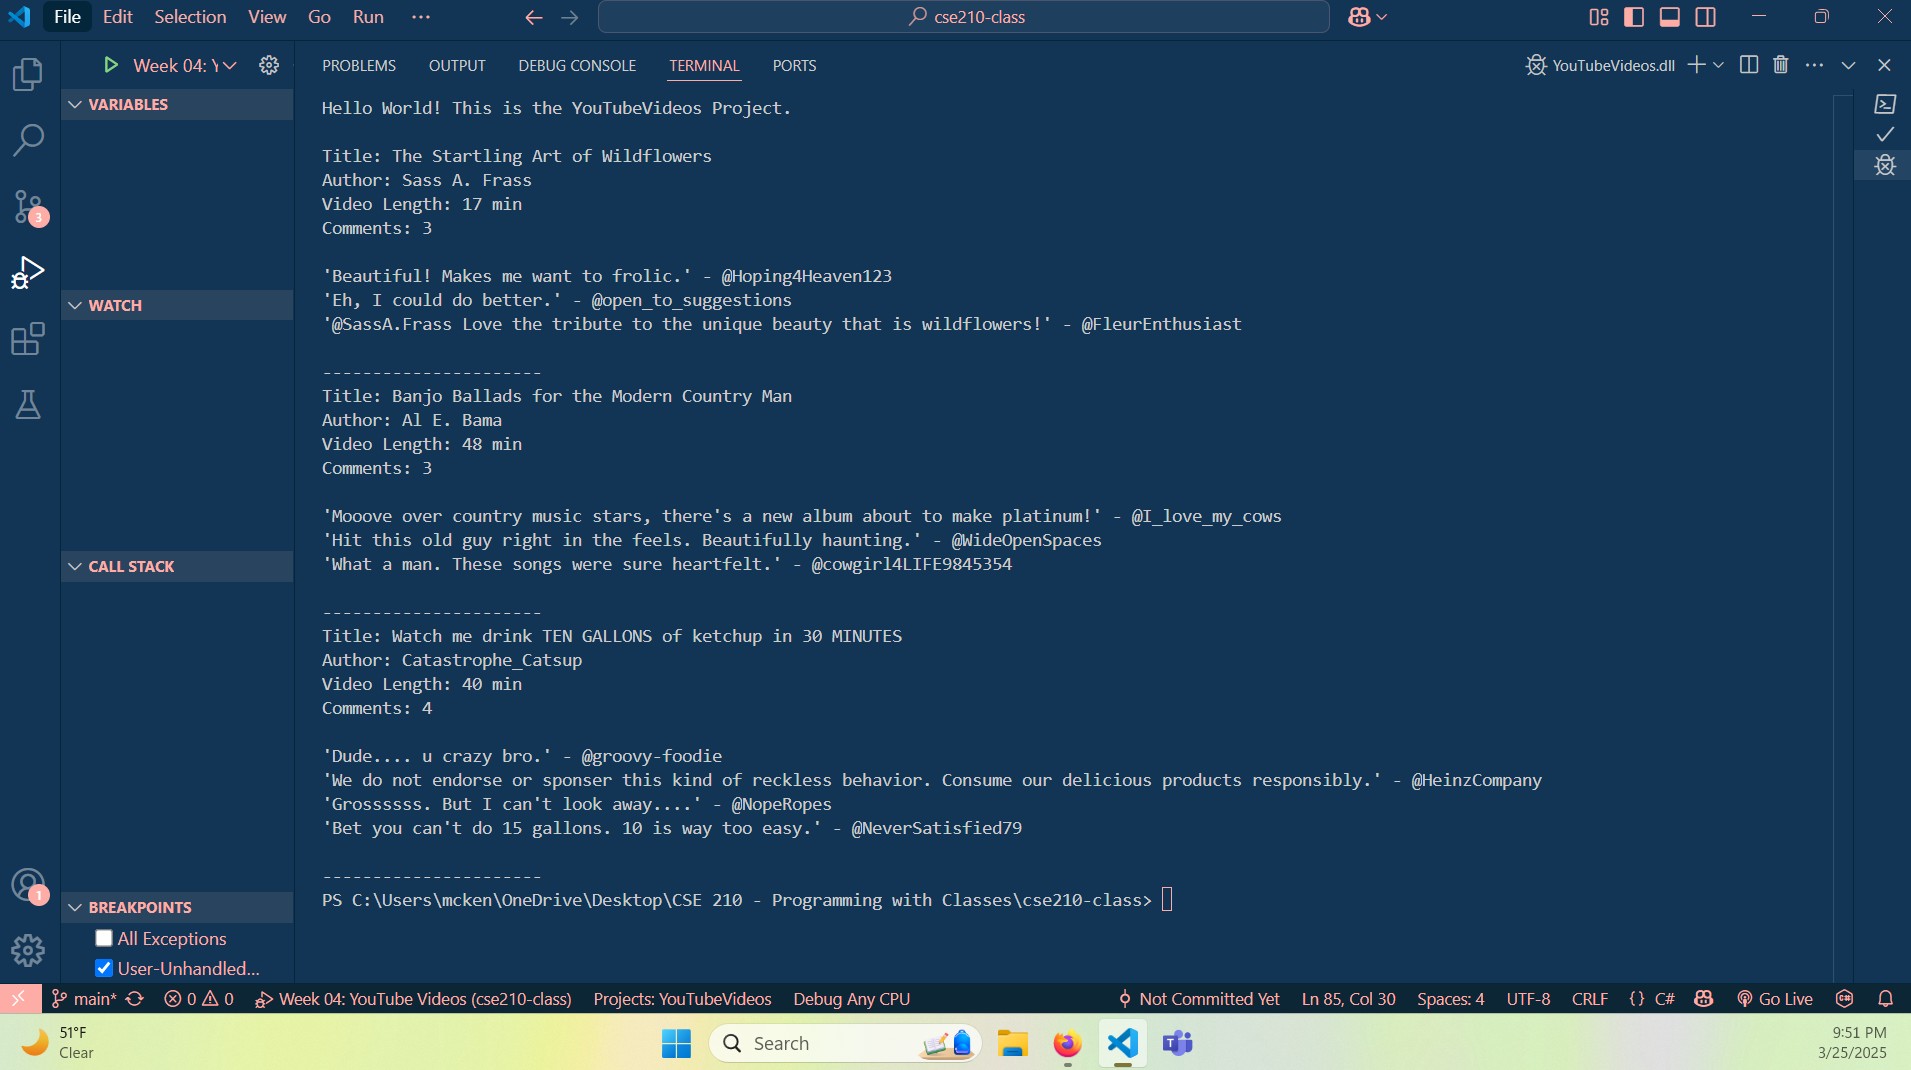 File Edit Selection View Go Run ··· cse210-class
Week 04: Y
PROBLEMS OUTPUT DEBUG CONSOLE TERMINAL PORTS YouTubeVideos.dll
VARIABLES
WATCH
CALL STACK
BREAKPOINTS
All Exceptions
User-Unhandled...
3
1
Hello World! This is the YouTubeVideos Project.
Title: The Startling Art of Wildflowers
Author: Sass A. Frass
Video Length: 17 min
Comments: 3
'Beautiful! Makes me want to frolic.' - @Hoping4Heaven123
'Eh, I could do better.' - @open_to_suggestions
'@SassA.Frass Love the tribute to the unique beauty that is wildflowers!' - @FleurEnthusiast
----------------------
Title: Banjo Ballads for the Modern Country Man
Author: Al E. Bama
Video Length: 48 min
Comments: 3
'Mooove over country music stars, there's a new album about to make platinum!' - @I_love_my_cows
'Hit this old guy right in the feels. Beautifully haunting.' - @WideOpenSpaces
'What a man. These songs were sure heartfelt.' - @cowgirl4LIFE9845354
----------------------
Title: Watch me drink TEN GALLONS of ketchup in 30 MINUTES
Author: Catastrophe_Catsup
Video Length: 40 min
Comments: 4
'Dude.... u crazy bro.' - @groovy-foodie
'We do not endorse or sponser this kind of reckless behavior. Consume our delicious products responsibly.' - @HeinzCompany
'Grossssss. But I can't look away....' - @NopeRopes
'Bet you can't do 15 gallons. 10 is way too easy.' - @NeverSatisfied79
----------------------
PS C:\Users\mcken\OneDrive\Desktop\CSE 210 - Programming with Classes\cse210-class>
main* 0 0 Week 04: YouTube Videos (cse210-class) Projects: YouTubeVideos Debug Any CPU Not Committed Yet Ln 85, Col 30 Spaces: 4 UTF-8 CRLF {} C# Go Live
51°F
Clear
Search
9:51 PM
3/25/2025